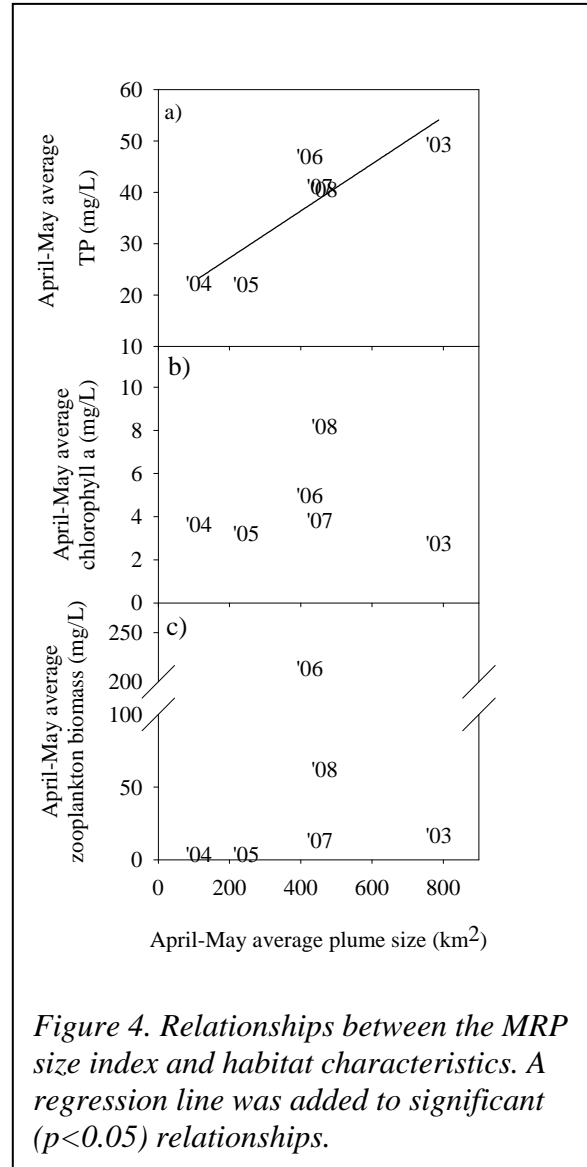 a)
60
50
40
30
20
10
April-May average
TP (mg/L)
'03
'06
'07
'08
'04
'05
b)
10
8
6
4
2
0
April-May average
chlorophyll a (mg/L)
'08
'06
'07
'04
'05
'03
c)
250
200
100
50
0
April-May average
zooplankton biomass (mg/L)
'06
'08
'07
'03
'04
'05
0 200 400 600 800
April-May average plume size (km²)
Figure 4. Relationships between the MRP
size index and habitat characteristics. A
regression line was added to significant
(p<0.05) relationships.